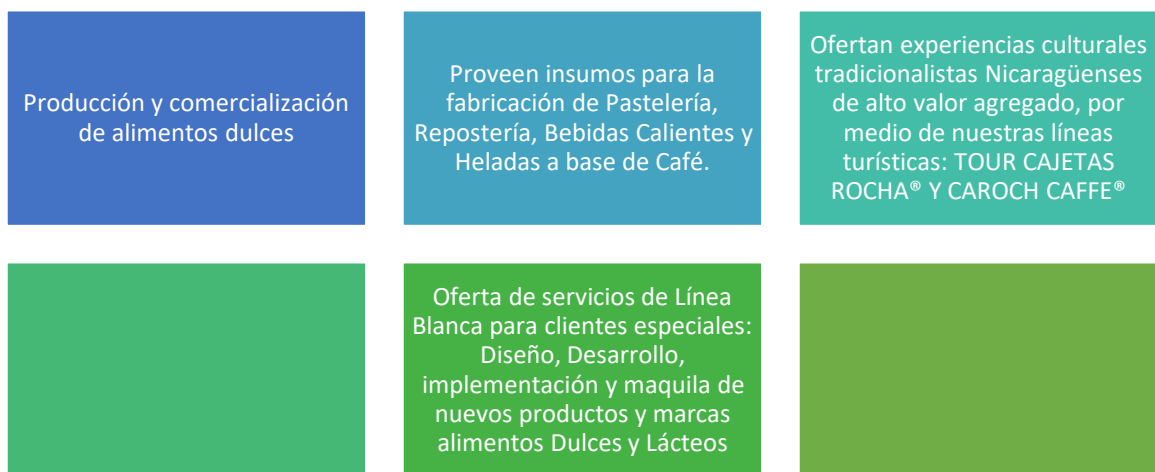 Producción y comercialización
de alimentos dulces
Proveen insumos para la
fabricación de Pastelería,
Repostería, Bebidas Calientes y
Heladas a base de Café.
Ofertan experiencias culturales
tradicionalistas Nicaragüenses
de alto valor agregado, por
medio de nuestras líneas
turísticas: TOUR CAJETAS
ROCHA® Y CAROCH CAFFE®
Oferta de servicios de Línea
Blanca para clientes especiales:
Diseño, Desarrollo,
implementación y maquila de
nuevos productos y marcas
alimentos Dulces y Lácteos